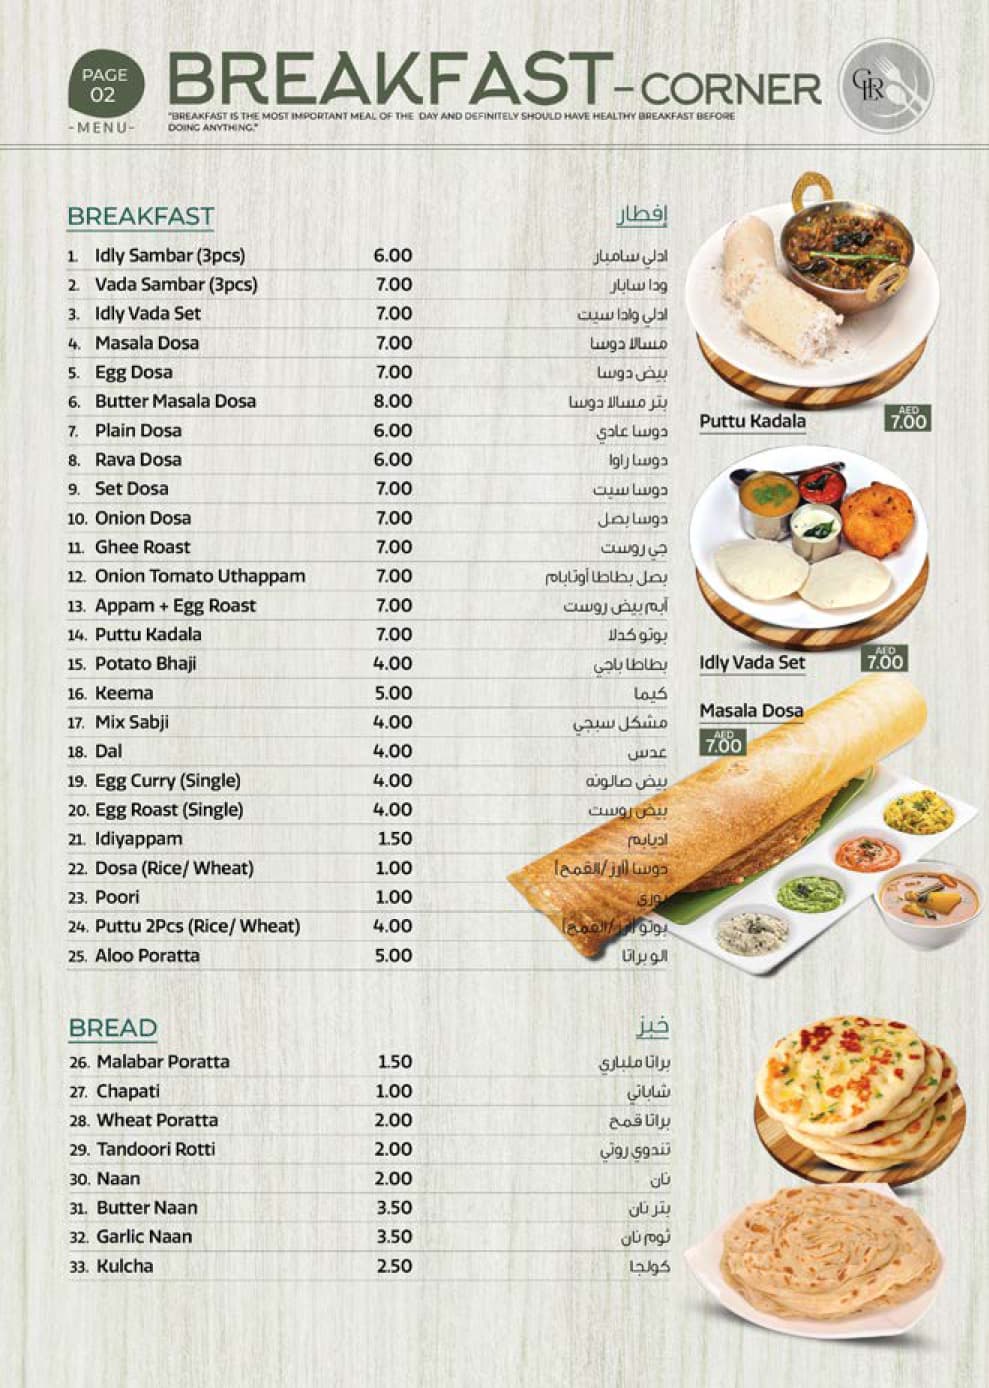 PAGE
02
-MENU-
BREAKFAST-CORNER
"BREAKFAST IS THE MOST IMPORTANT MEAL OF THE DAY AND DEFINITELY SHOULD HAVE HEALTHY BREAKFAST BEFORE
DOING ANYTHING."
BREAKFAST إفطار
1. Idly Sambar (3pcs) 6.00 ادلي سامبار
2. Vada Sambar (3pcs) 7.00 ودا سابار
3. Idly Vada Set 7.00 ادلي وادا سيت
4. Masala Dosa 7.00 مسالا دوسا
5. Egg Dosa 7.00 بيض دوسا
6. Butter Masala Dosa 8.00 بتر مسالا دوسا
7. Plain Dosa 6.00 دوسا عادي
8. Rava Dosa 6.00 دوسا راوا
9. Set Dosa 7.00 دوسا سيت
10. Onion Dosa 7.00 دوسا بصل
11. Ghee Roast 7.00 جي روست
12. Onion Tomato Uthappam 7.00 بصل بطاطا أوتابام
13. Appam + Egg Roast 7.00 آبم بيض روست
14. Puttu Kadala 7.00 بوتو كدلا
15. Potato Bhaji 4.00 بطاطا باجي
16. Keema 5.00 كيما
17. Mix Sabji 4.00 مشكل سبجي
18. Dal 4.00 عدس
19. Egg Curry (Single) 4.00 بيض صالونه
20. Egg Roast (Single) 4.00 بيض روست
21. Idiyappam 1.50 اديابم
22. Dosa (Rice/ Wheat) 1.00 دوسا (أرز/القمح)
23. Poori 1.00 بوري
24. Puttu 2Pcs (Rice/ Wheat) 4.00 بوتو (أرز/القمح)
25. Aloo Poratta 5.00 الو براتا
Puttu Kadala AED 7.00
Idly Vada Set AED 7.00
Masala Dosa
AED 7.00
BREAD خبز
26. Malabar Poratta 1.50 براتا ملباري
27. Chapati 1.00 شاباتي
28. Wheat Poratta 2.00 براتا قمح
29. Tandoori Rotti 2.00 تندوي روتي
30. Naan 2.00 نان
31. Butter Naan 3.50 بتر نان
32. Garlic Naan 3.50 ثوم نان
33. Kulcha 2.50 كولجا